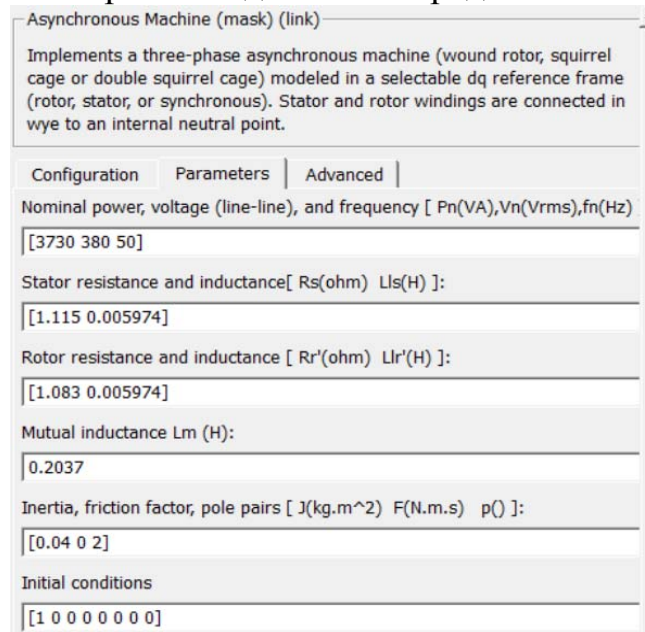 Asynchronous Machine (mask) (link)
Implements a three-phase asynchronous machine (wound rotor, squirrel
cage or double squirrel cage) modeled in a selectable dq reference frame
(rotor, stator, or synchronous). Stator and rotor windings are connected in
wye to an internal neutral point.
Configuration Parameters Advanced
Nominal power, voltage (line-line), and frequency [ Pn(VA),Vn(Vrms),fn(Hz)
[3730 380 50]
Stator resistance and inductance[ Rs(ohm) Lls(H) ]:
[1.115 0.005974]
Rotor resistance and inductance [ Rr'(ohm) Llr'(H) ]:
[1.083 0.005974]
Mutual inductance Lm (H):
0.2037
Inertia, friction factor, pole pairs [ J(kg.m^2) F(N.m.s) p() ]:
[0.04 0 2]
Initial conditions
[1 0 0 0 0 0 0 0]